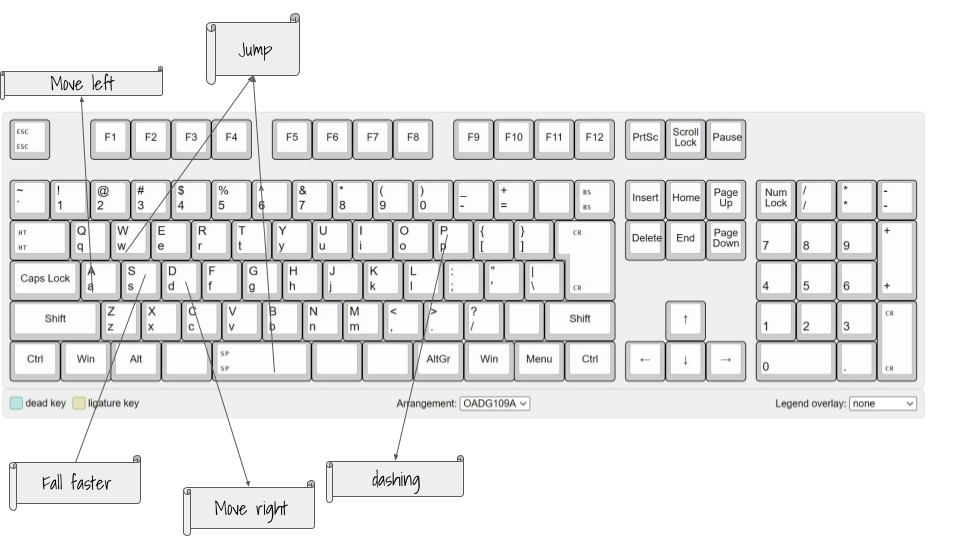 Jump
Move left
ESC F1 F2 F3 F4 F5 F6 F7 F8 F9 F10 F11 F12 PrtSc Scroll Lock Pause
ESC
~ ! @ # $ % ^ & * ( ) _ + BS Insert Home Page Up Num Lock / * -
` 1 2 3 4 5 6 7 8 9 0 - = BS / * -
HT Q W E R T Y U I O P { } CR Delete End Page Down 7 8 9 +
HT q w e r t y u i o p [ ]
Caps Lock A S D F G H J K L : " | 4 5 6 +
a s d f g h j k l ; ' \ CR
Shift Z X C V B N M < > ? Shift ↑ 1 2 3 CR
z x c v b n m , . /
Ctrl Win Alt SP AltGr Win Menu Ctrl ← ↓ → 0 . CR
SP
dead key ligature key Arrangement: OADG109A Legend overlay: none
Fall faster
Move right
dashing